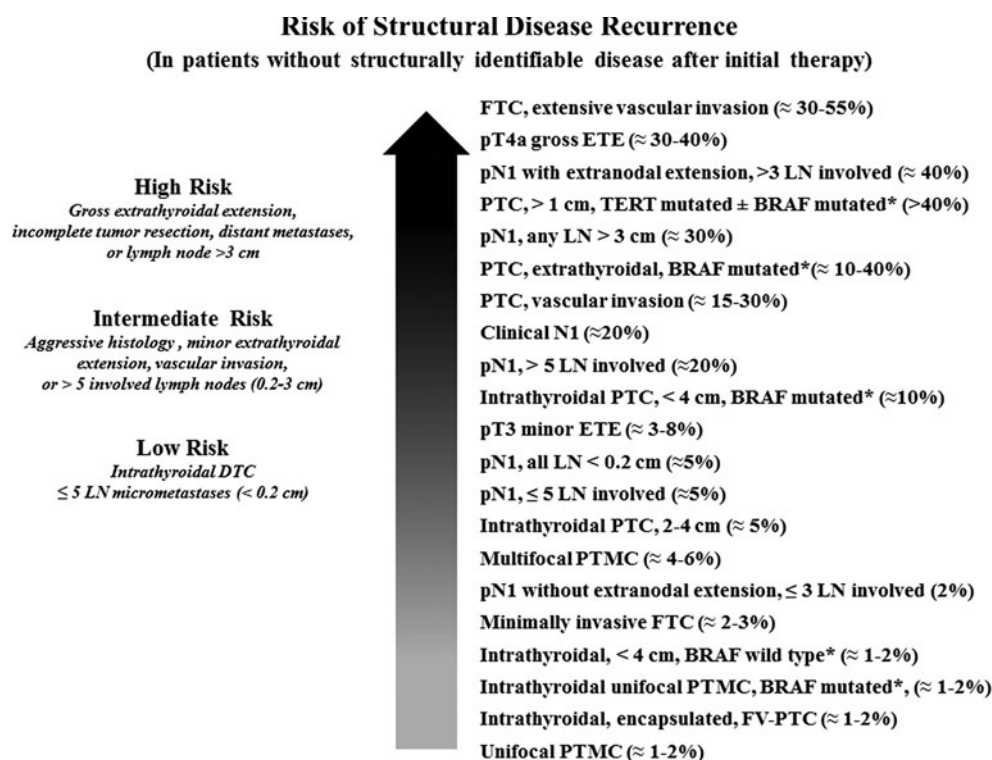 Risk of Structural Disease Recurrence
(In patients without structurally identifiable disease after initial therapy)
High Risk
Gross extrathyroidal extension,
incomplete tumor resection, distant metastases,
or lymph node >3 cm
Intermediate Risk
Aggressive histology , minor extrathyroidal
extension, vascular invasion,
or > 5 involved lymph nodes (0.2-3 cm)
Low Risk
Intrathyroidal DTC
≤ 5 LN micrometastases (< 0.2 cm)
FTC, extensive vascular invasion (≈ 30-55%)
pT4a gross ETE (≈ 30-40%)
pN1 with extranodal extension, >3 LN involved (≈ 40%)
PTC, > 1 cm, TERT mutated ± BRAF mutated* (>40%)
pN1, any LN > 3 cm (≈ 30%)
PTC, extrathyroidal, BRAF mutated*(≈ 10-40%)
PTC, vascular invasion (≈ 15-30%)
Clinical N1 (≈20%)
pN1, > 5 LN involved (≈20%)
Intrathyroidal PTC, < 4 cm, BRAF mutated* (≈10%)
pT3 minor ETE (≈ 3-8%)
pN1, all LN < 0.2 cm (≈5%)
pN1, ≤ 5 LN involved (≈5%)
Intrathyroidal PTC, 2-4 cm (≈ 5%)
Multifocal PTMC (≈ 4-6%)
pN1 without extranodal extension, ≤ 3 LN involved (2%)
Minimally invasive FTC (≈ 2-3%)
Intrathyroidal, < 4 cm, BRAF wild type* (≈ 1-2%)
Intrathyroidal unifocal PTMC, BRAF mutated*, (≈ 1-2%)
Intrathyroidal, encapsulated, FV-PTC (≈ 1-2%)
Unifocal PTMC (≈ 1-2%)